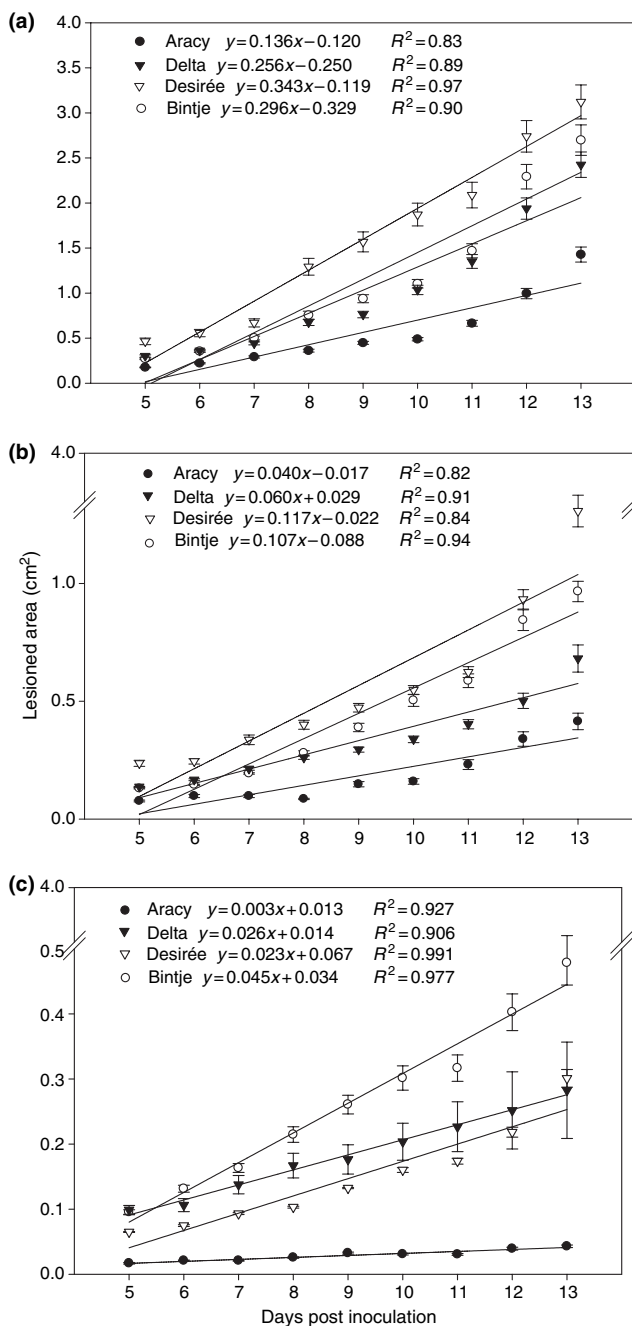 (a)
4.0
3.5
3.0
2.5
2.0
1.5
1.0
0.5
0.0
Aracy y=0.136x−0.120 R²=0.83
Delta y=0.256x−0.250 R²=0.89
Desirée y=0.343x−0.119 R²=0.97
Bintje y=0.296x−0.329 R²=0.90
5 6 7 8 9 10 11 12 13
(b)
4.0
1.0
0.5
0.0
Lesioned area (cm²)
Aracy y=0.040x−0.017 R²=0.82
Delta y=0.060x+0.029 R²=0.91
Desirée y=0.117x−0.022 R²=0.84
Bintje y=0.107x−0.088 R²=0.94
5 6 7 8 9 10 11 12 13
(c)
4.0
0.5
0.4
0.3
0.2
0.1
0.0
Aracy y=0.003x+0.013 R²=0.927
Delta y=0.026x+0.014 R²=0.906
Desirée y=0.023x+0.067 R²=0.991
Bintje y=0.045x+0.034 R²=0.977
5 6 7 8 9 10 11 12 13
Days post inoculation